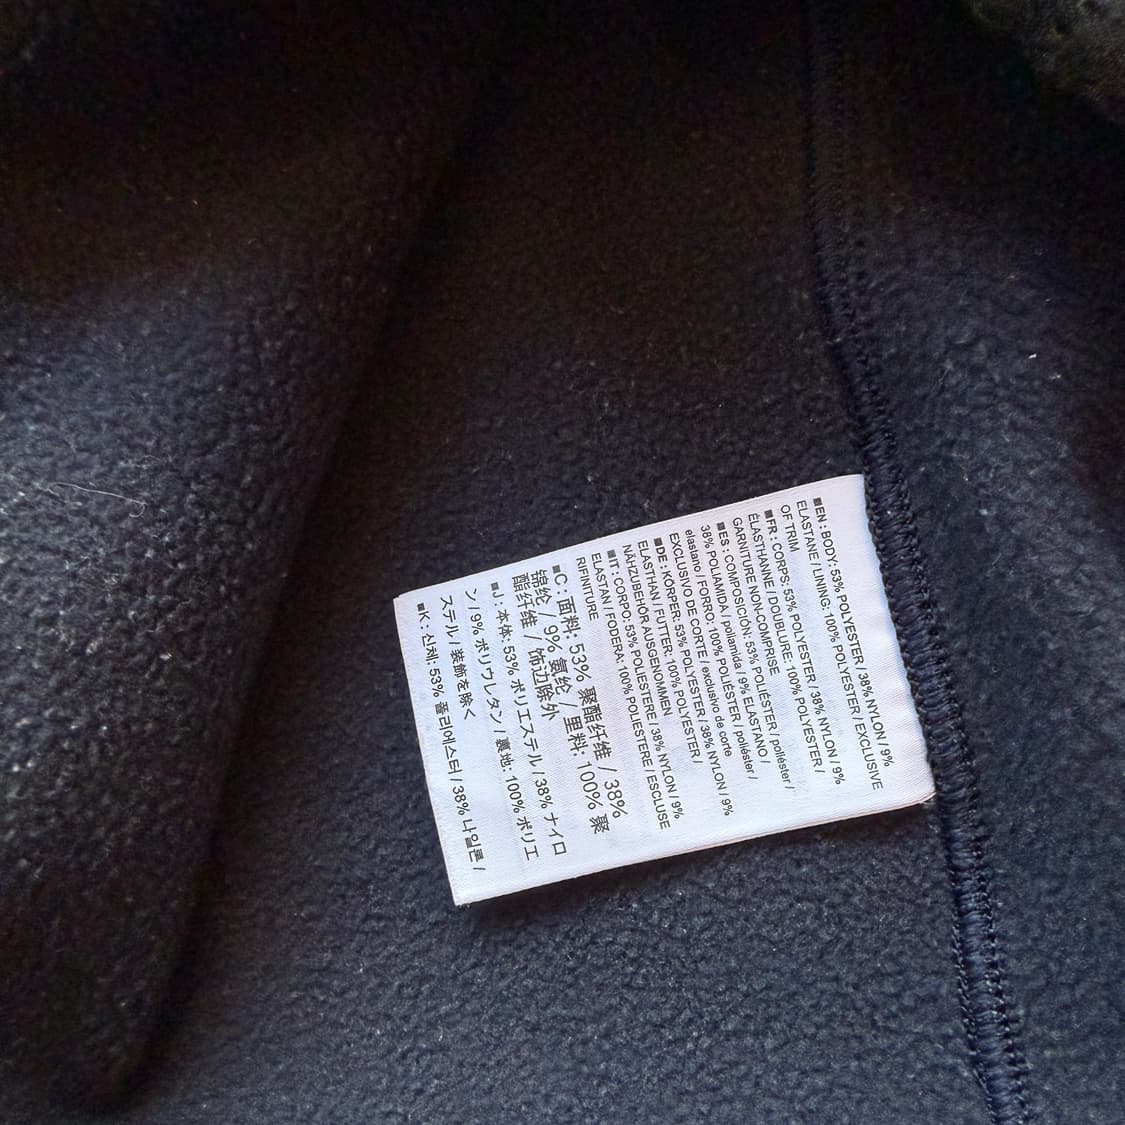 ■EN : BODY: 53% POLYESTER / 38% NYLON / 9%
ELASTANE / LINING: 100% POLYESTER / EXCLUSIVE
OF TRIM
■FR : CORPS: 53% POLYESTER / 38% NYLON / 9%
ÉLASTHANNE / DOUBLURE: 100% POLYESTER /
GARNITURE NON-COMPRISE
■ES : COMPOSICIÓN: 53% POLIÉSTER / poliéster /
38% POLIAMIDA / poliamida / 9% ELASTANO /
elastano / FORRO: 100% POLIÉSTER / poliéster /
EXCLUSIVO DE CORTE / exclusivo de corte
■DE : KÖRPER: 53% POLYESTER / 38% NYLON / 9%
ELASTHAN / FUTTER: 100% POLYESTER /
NÄHZUBEHÖR AUSGENOMMEN
■IT : CORPO: 53% POLIESTERE / 38% NYLON / 9%
ELASTAN / FODERA: 100% POLIESTERE / ESCLUSE
RIFINITURE
■C : 面料: 53% 聚酯纤维 / 38%
锦纶 / 9% 氨纶 / 里料: 100% 聚
酯纤维 / 饰边除外
■J : 本体: 53% ポリエステル / 38% ナイロ
ン / 9% ポリウレタン / 裏地: 100% ポリエ
ステル / 装飾を除く
■K : 신체: 53% 폴리에스터 / 38% 나일론 /